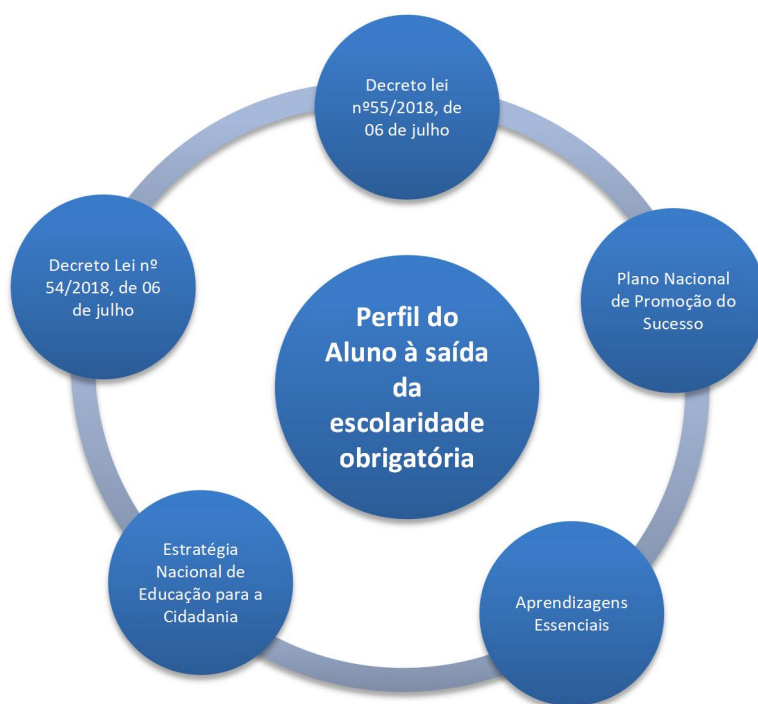 Decreto lei
nº55/2018, de
06 de julho
Plano Nacional
de Promoção do
Sucesso
Aprendizagens
Essenciais
Estratégia
Nacional de
Educação para a
Cidadania
Decreto Lei nº
54/2018, de 06
de julho
Perfil do
Aluno à saída
da
escolaridade
obrigatória